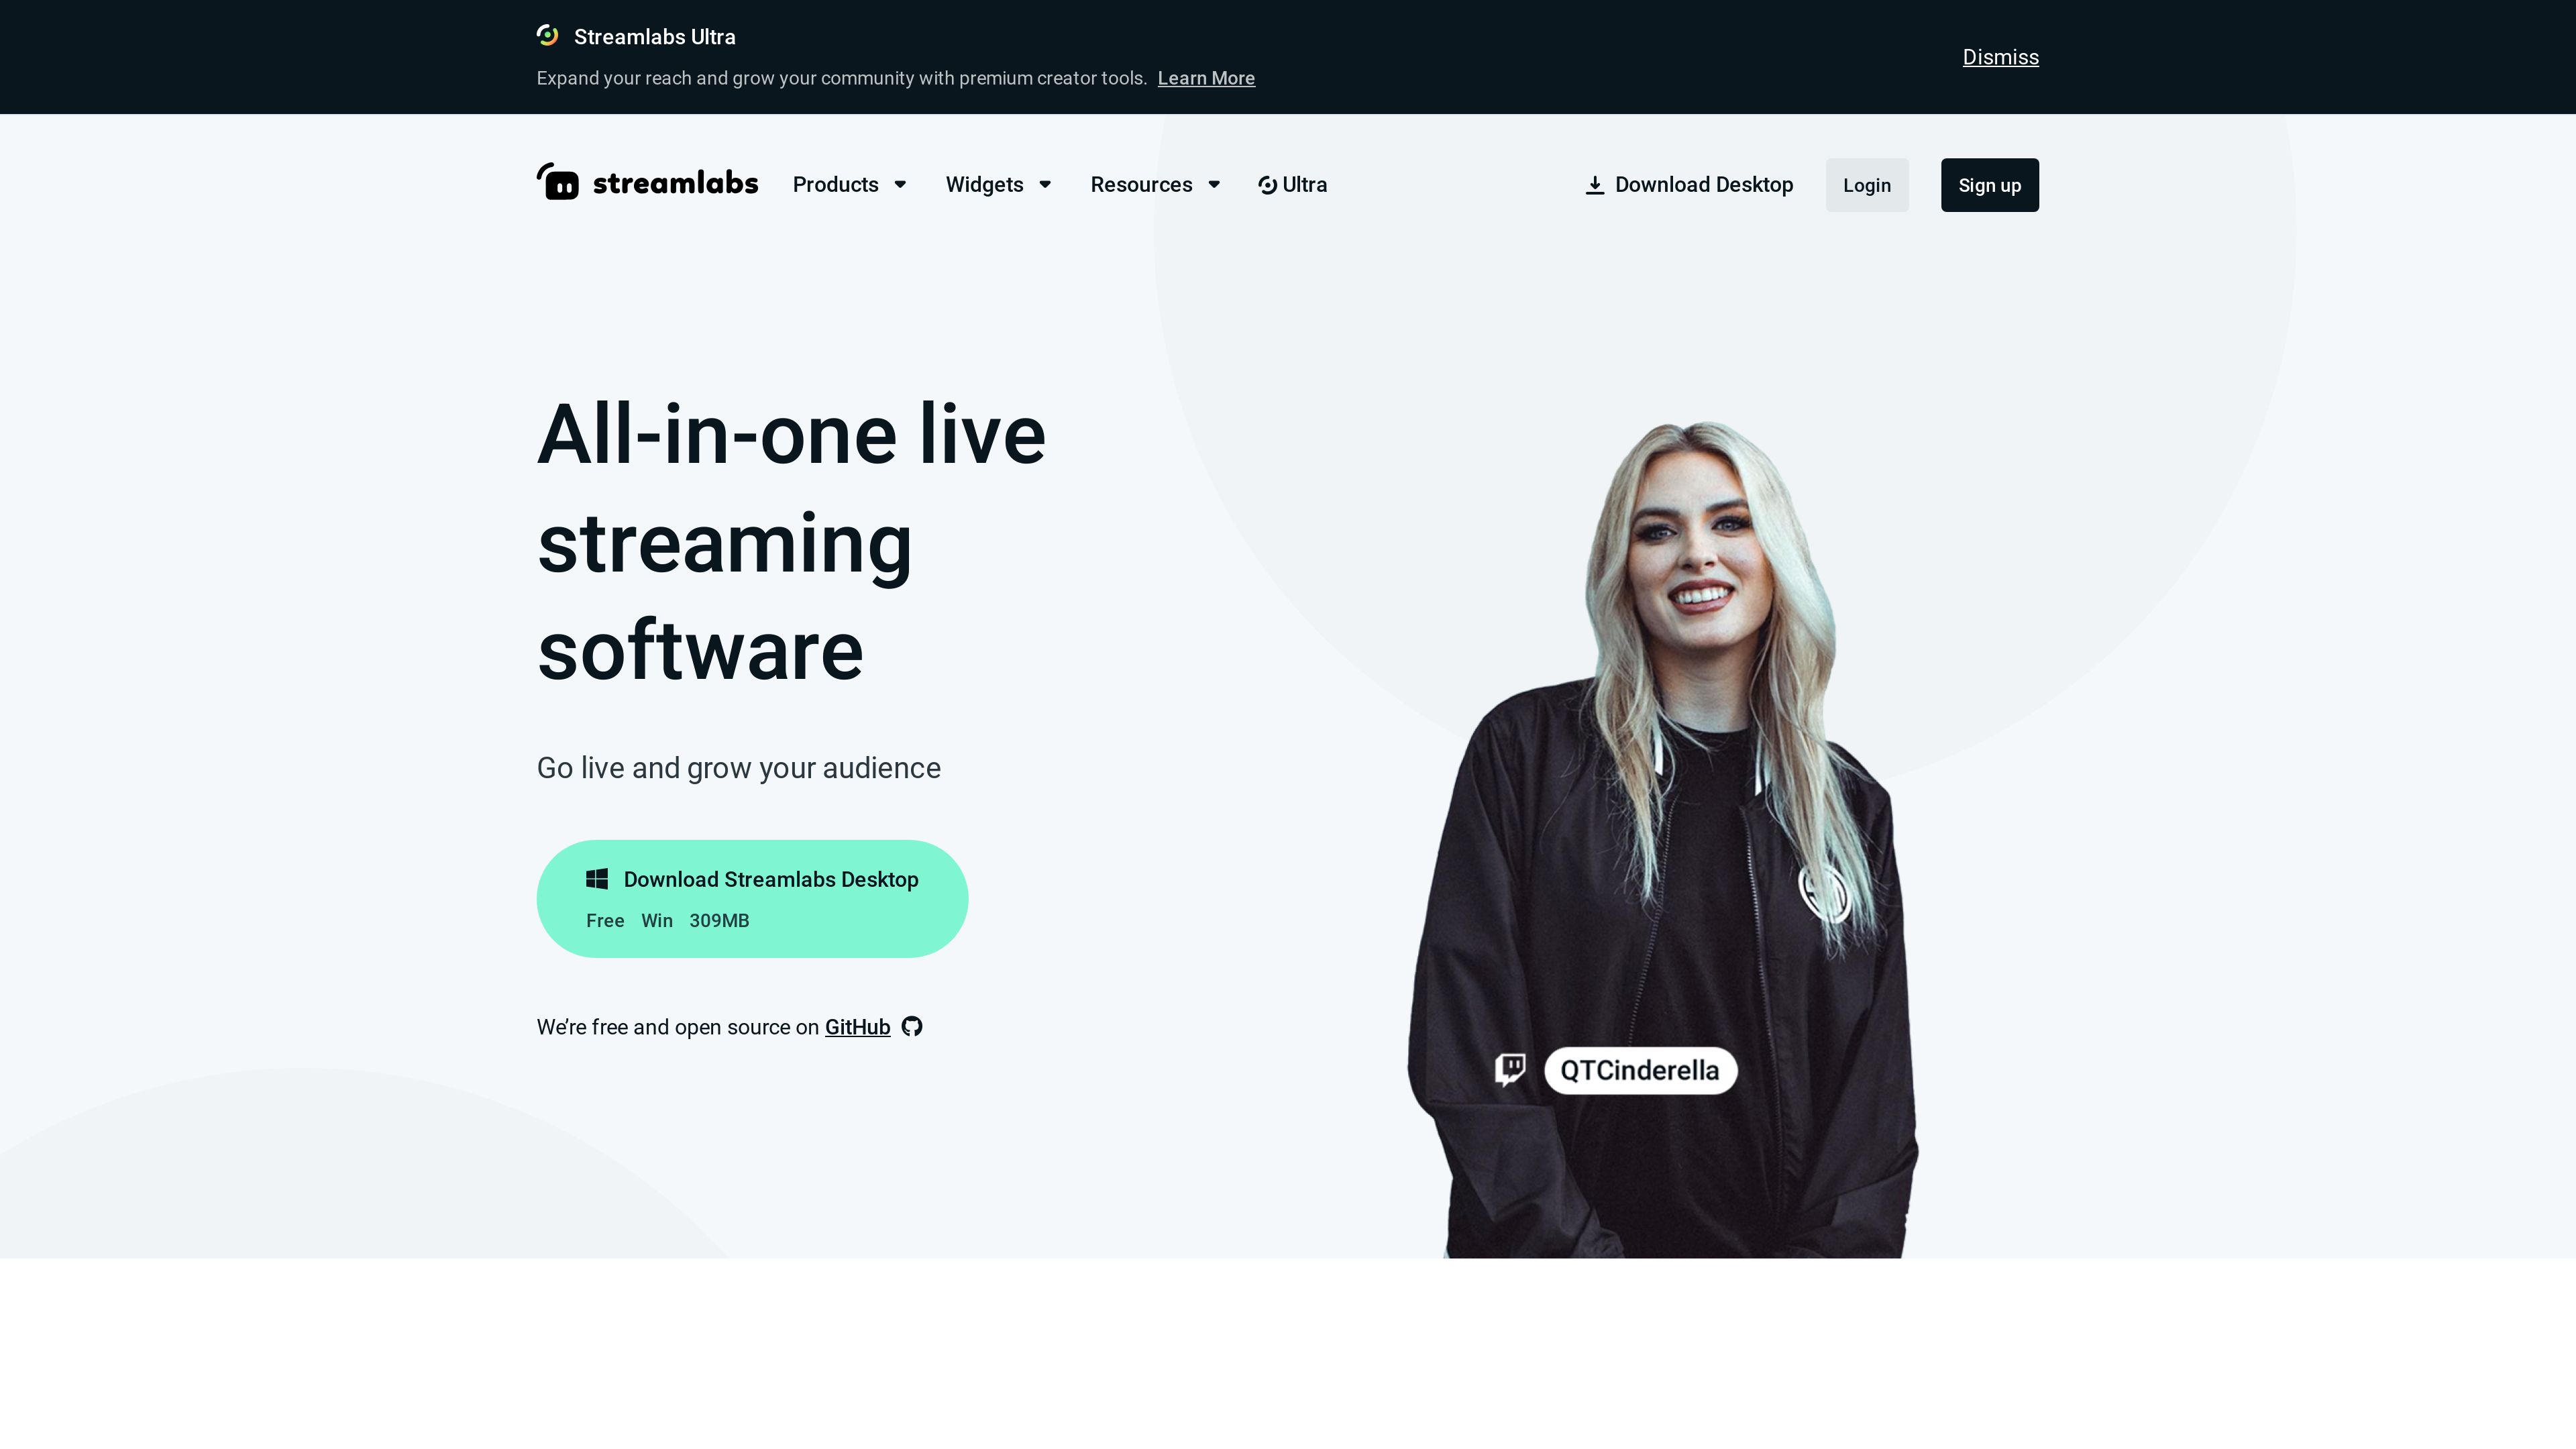 Streamlabs Ultra
Expand your reach and grow your community with premium creator tools. Learn More
Dismiss
streamlabs
Products
Widgets
Resources
Ultra
Download Desktop
Login
Sign up
All-in-one live
streaming
software
Go live and grow your audience
Download Streamlabs Desktop
Free Win 309MB
We’re free and open source on GitHub
QTCinderella